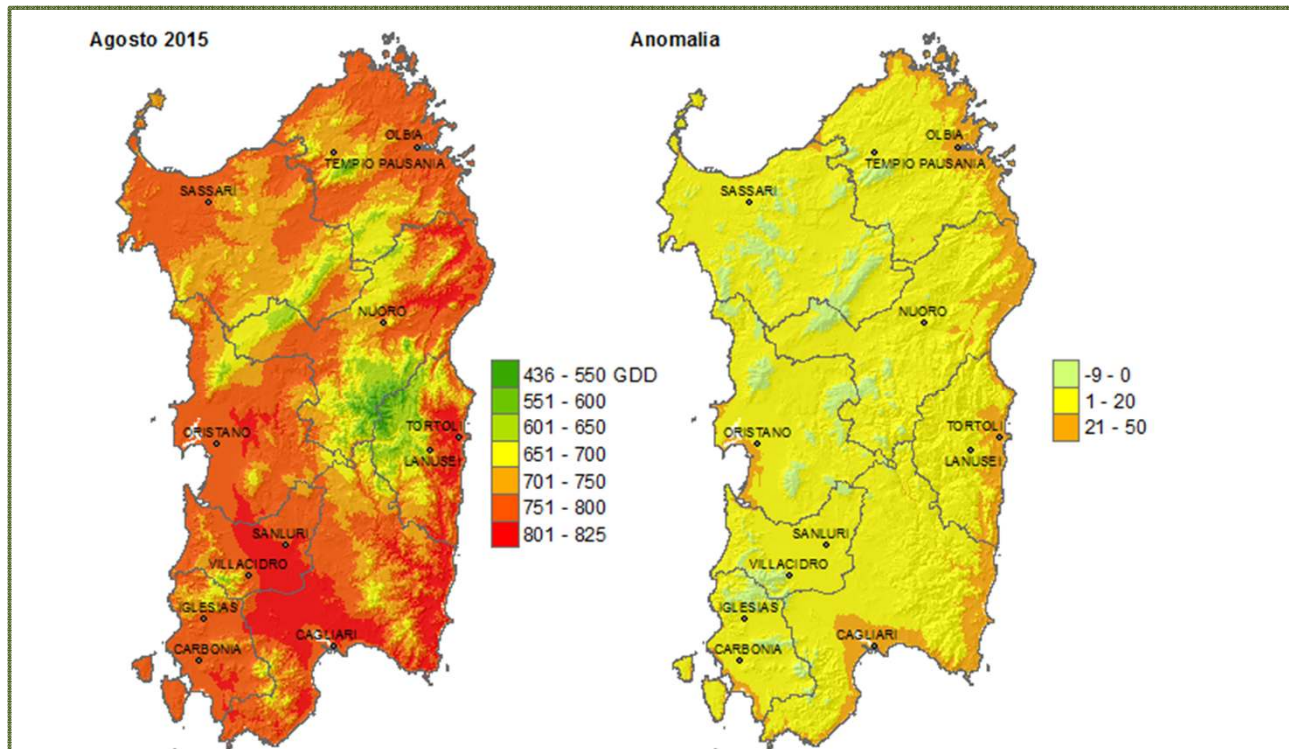 Agosto 2015
OLBIA
TEMPIO PAUSANIA
SASSARI
NUORO
ORISTANO
TORTOLI
LANUSEI
SANLURI
VILLACIDRO
IGLESIAS
CAGLIARI
CARBONIA
436 - 550 GDD
551 - 600
601 - 650
651 - 700
701 - 750
751 - 800
801 - 825
Anomalia
OLBIA
TEMPIO PAUSANIA
SASSARI
NUORO
ORISTANO
TORTOLI
LANUSEI
SANLURI
VILLACIDRO
IGLESIAS
CAGLIARI
CARBONIA
-9 - 0
1 - 20
21 - 50